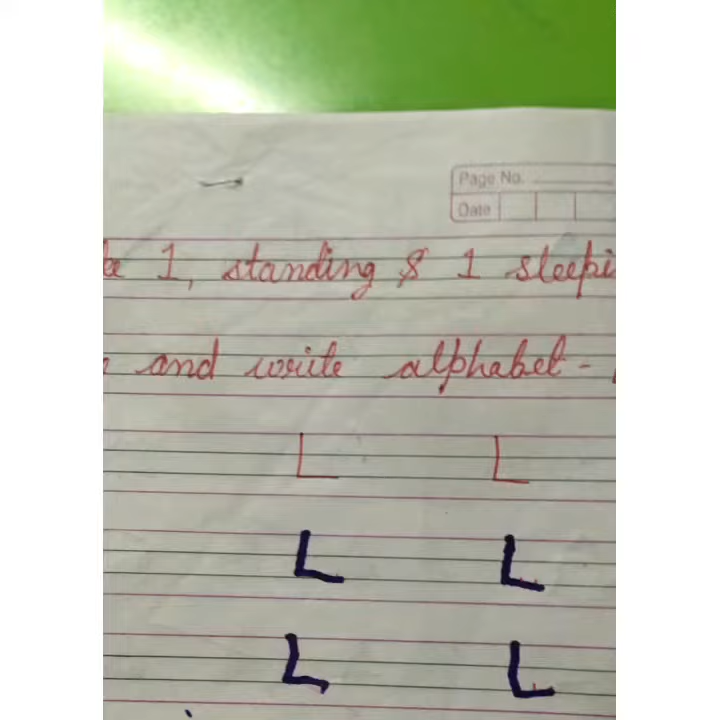 Page No.
Date
1, standing & 1 sleepi
and write alphabet -
L L
L L
L L